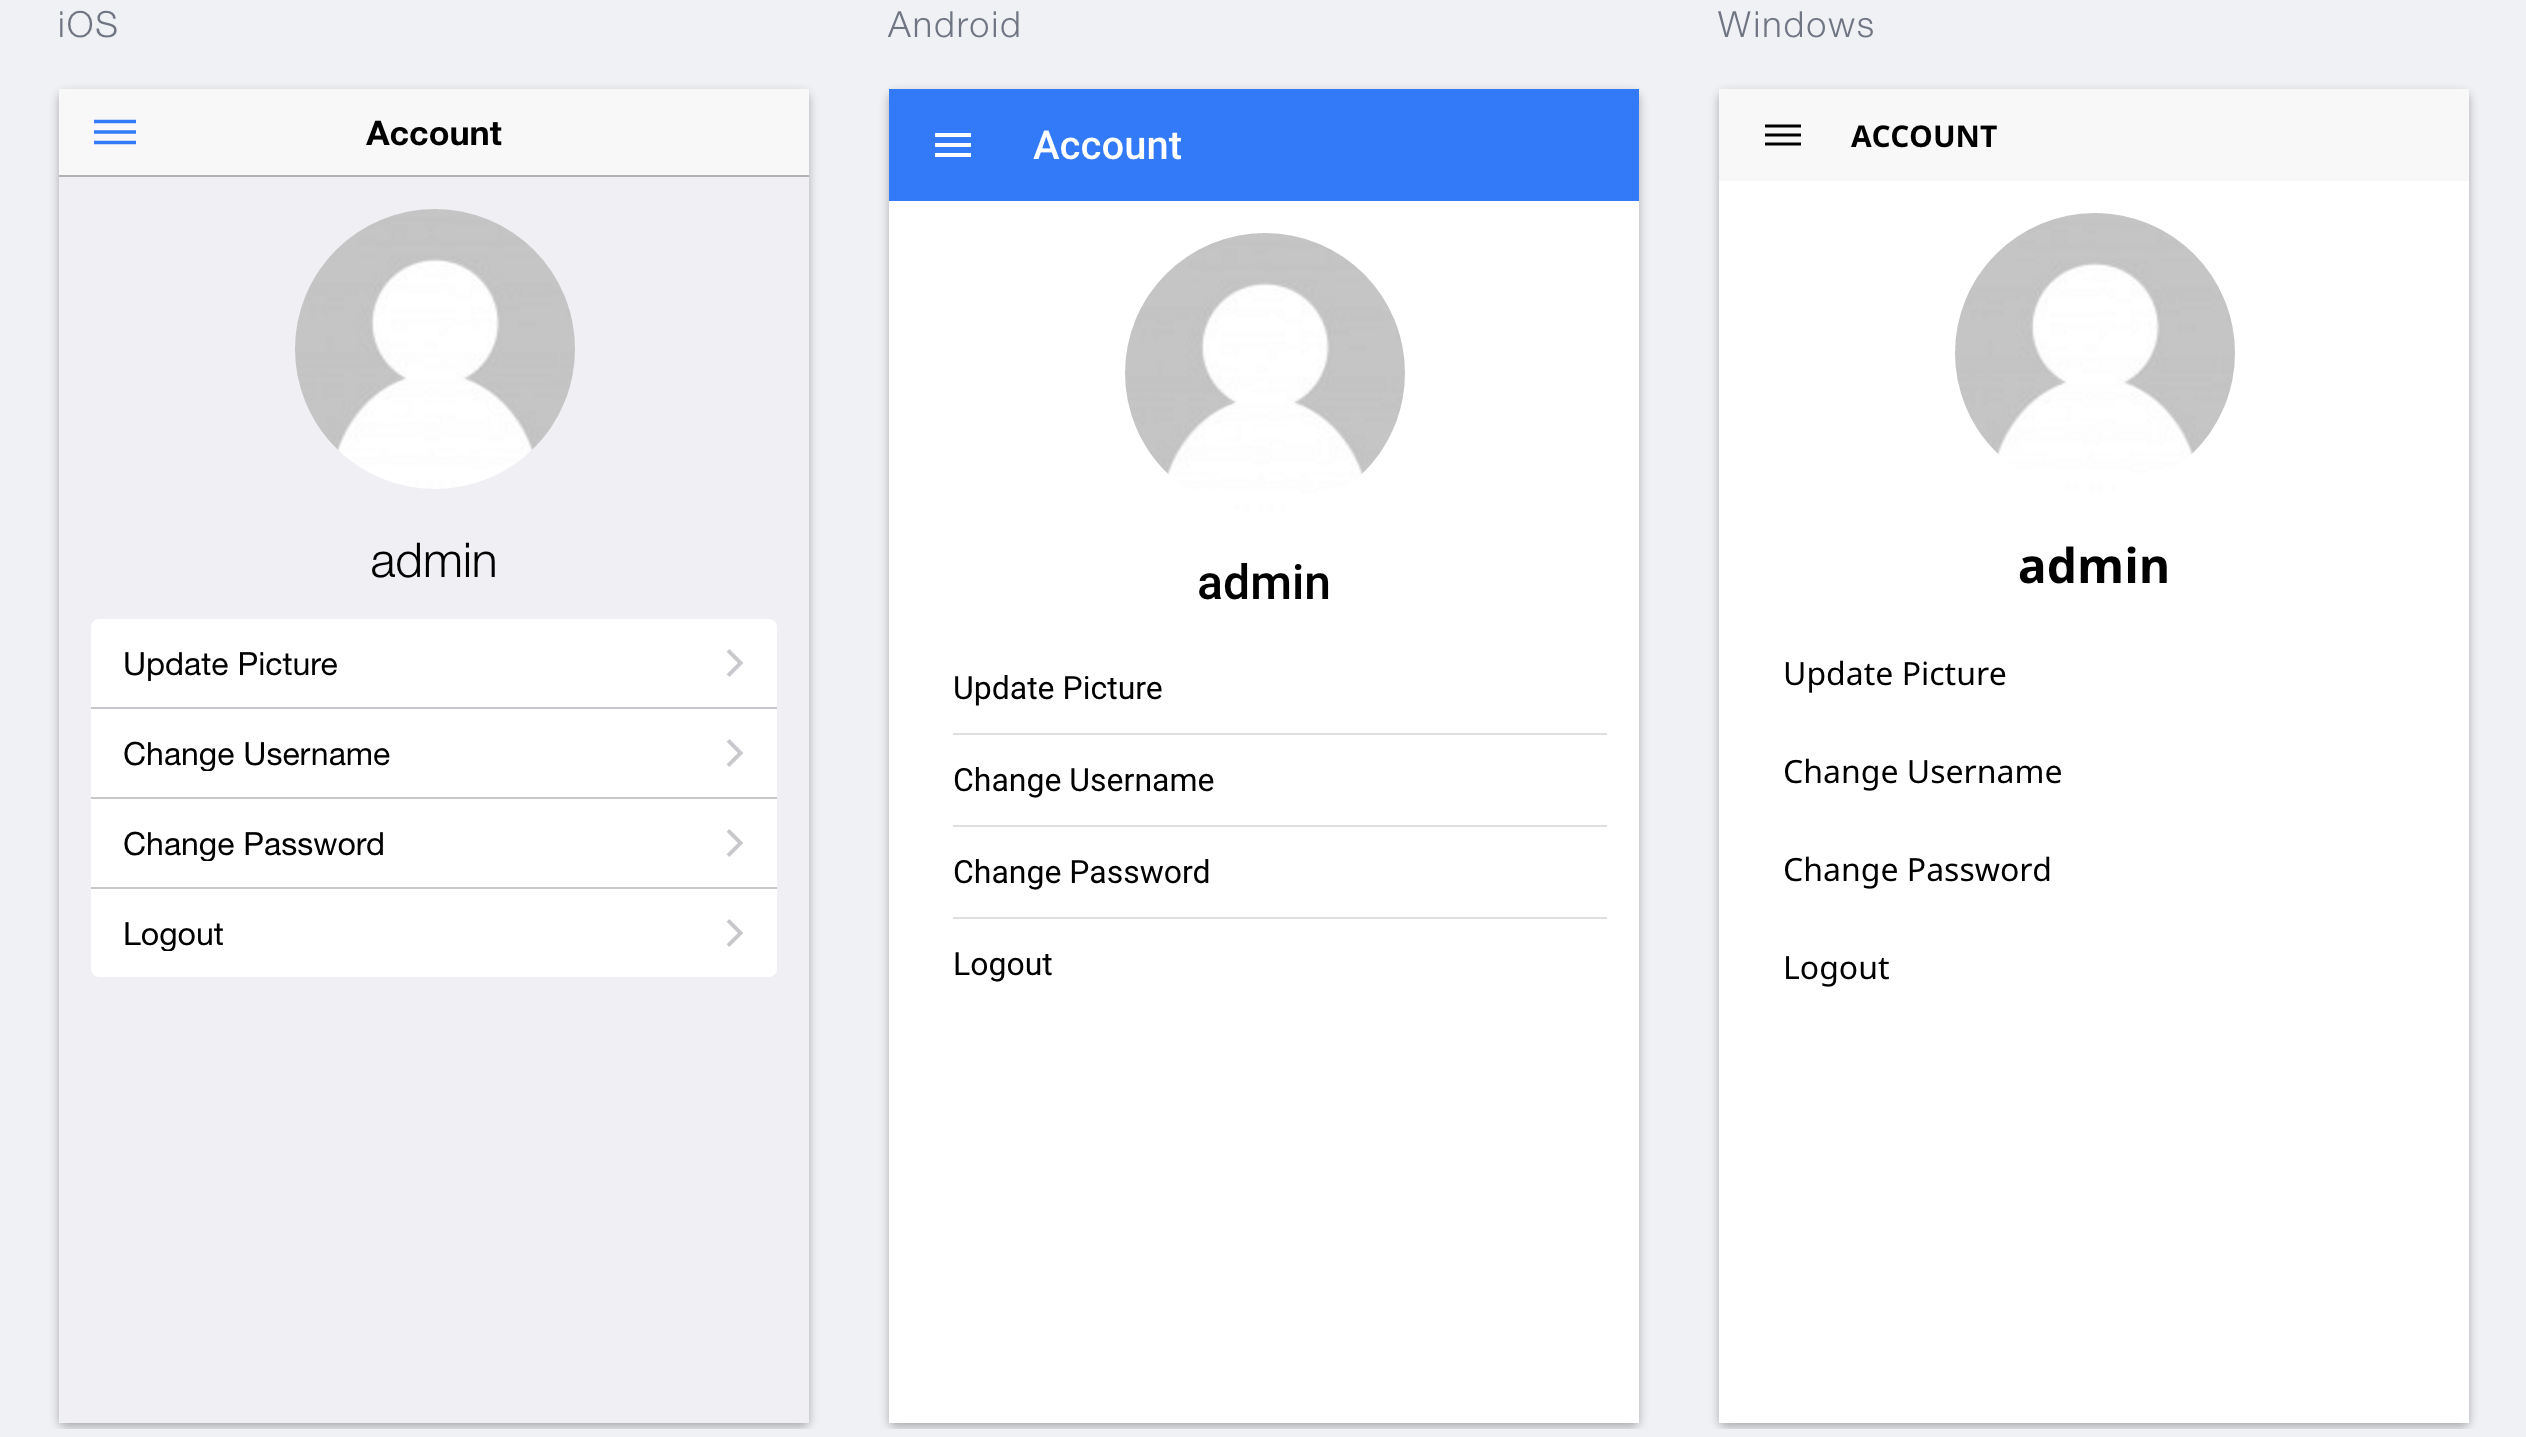 iOS
Account
admin
Update Picture
Change Username
Change Password
Logout
Android
Account
admin
Update Picture
Change Username
Change Password
Logout
Windows
ACCOUNT
admin
Update Picture
Change Username
Change Password
Logout